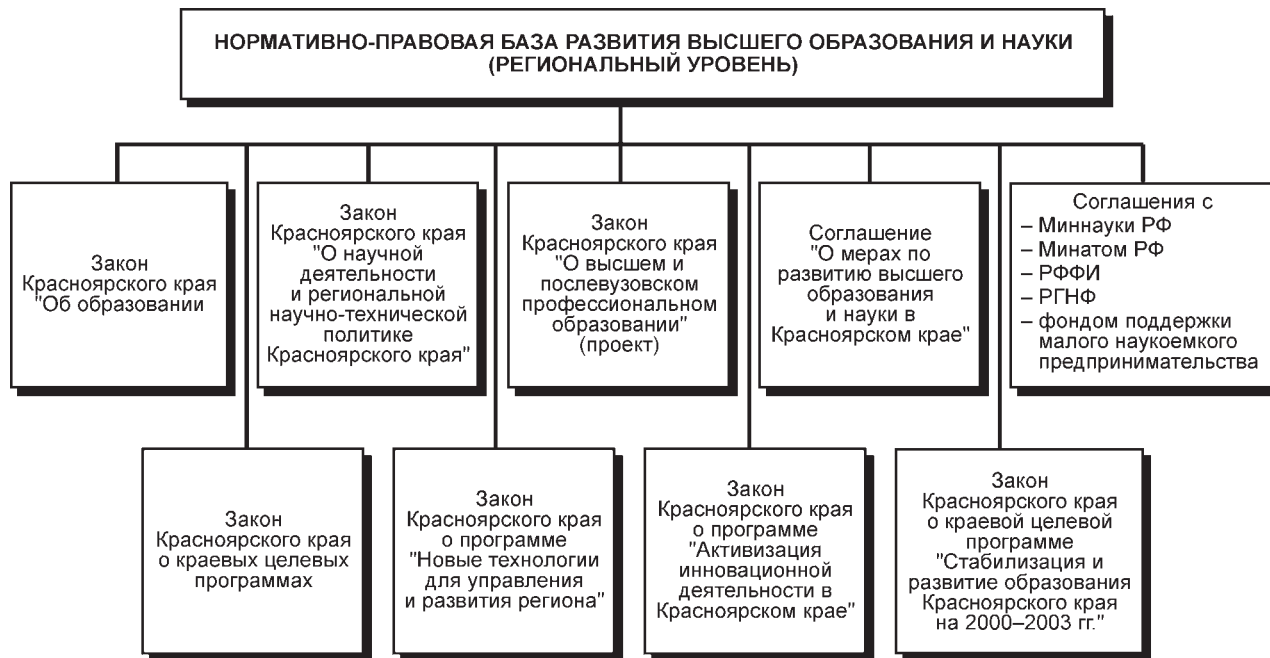 НОРМАТИВНО-ПРАВОВАЯ БАЗА РАЗВИТИЯ ВЫСШЕГО ОБРАЗОВАНИЯ И НАУКИ
(РЕГИОНАЛЬНЫЙ УРОВЕНЬ)
Закон
Красноярского края
"Об образовании
Закон
Красноярского края
"О научной
деятельности
и региональной
научно-технической
политике
Красноярского края"
Закон
Красноярского края
"О высшем и
послевузовском
профессиональном
образовании"
(проект)
Соглашение
"О мерах по
развитию высшего
образования
и науки в
Красноярском крае"
Соглашения с
– Миннауки РФ
– Минатом РФ
– РФФИ
– РГНФ
– фондом поддержки
малого наукоемкого
предпринимательства
Закон
Красноярского края
о краевых целевых
программах
Закон
Красноярского края
о программе
"Новые технологии
для управления
и развития региона"
Закон
Красноярского края
о программе
"Активизация
инновационной
деятельности в
Красноярском крае"
Закон
Красноярского края
о краевой целевой
программе
"Стабилизация и
развитие образования
Красноярского края
на 2000–2003 гг."